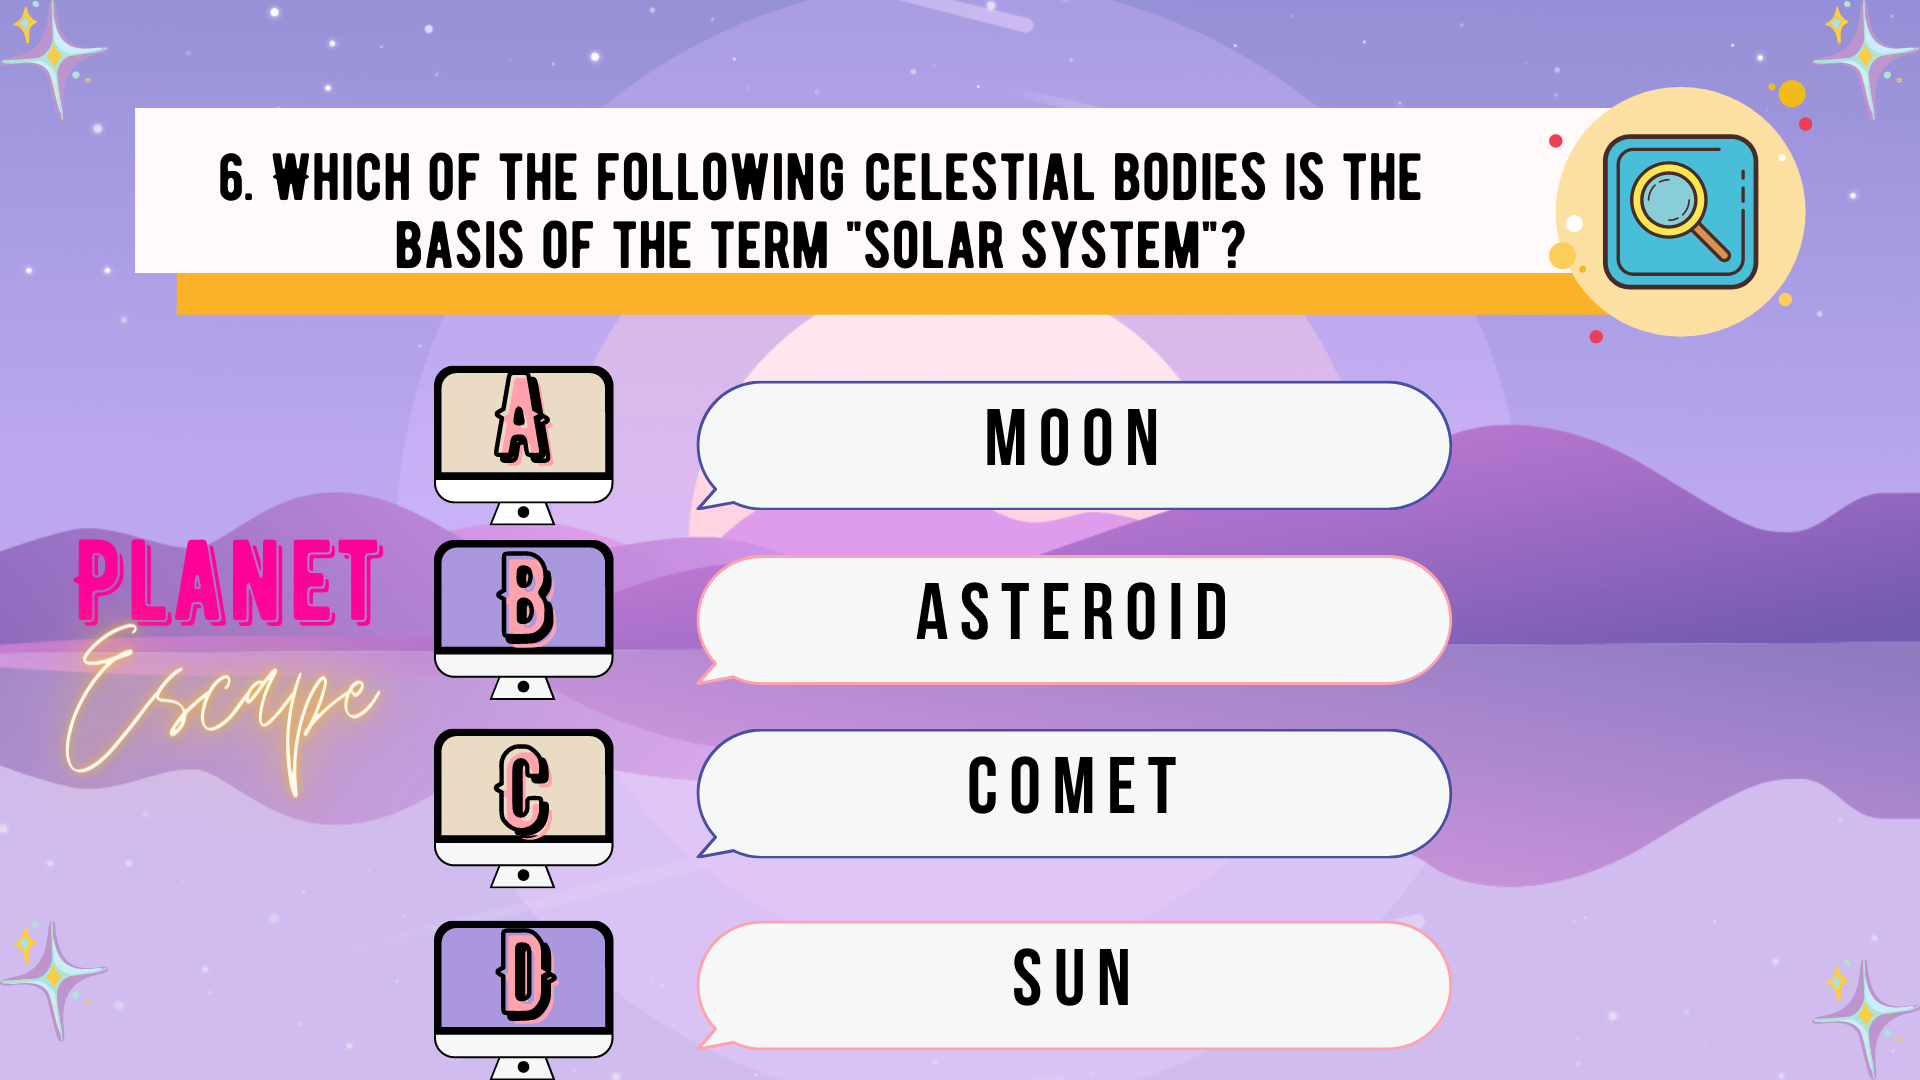 6. WHICH OF THE FOLLOWING CELESTIAL BODIES IS THE
BASIS OF THE TERM "SOLAR SYSTEM"?
A
MOON
PLANET
Escape
B
ASTEROID
C
COMET
D
SUN